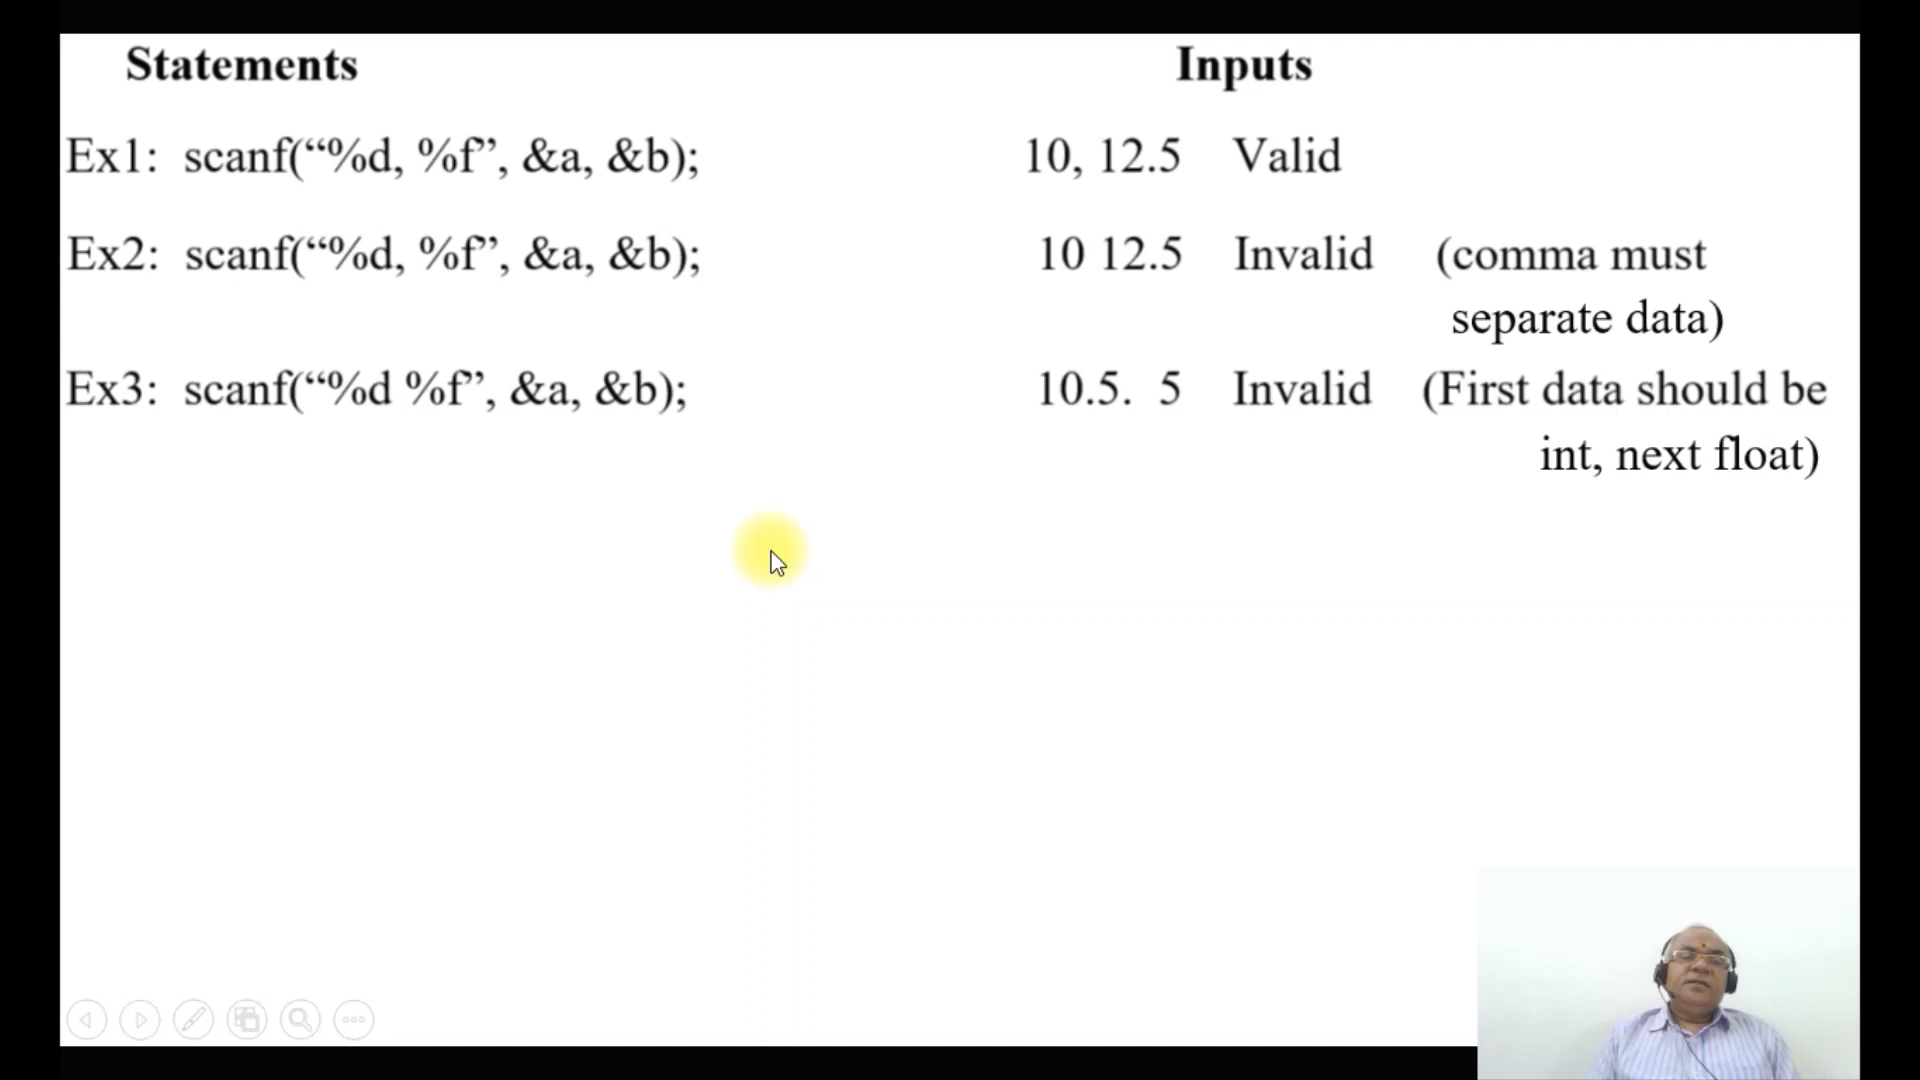 Statements Inputs
Ex1: scanf(“%d, %f”, &a, &b); 10, 12.5 Valid
Ex2: scanf(“%d, %f”, &a, &b); 10 12.5 Invalid (comma must
separate data)
Ex3: scanf(“%d %f”, &a, &b); 10.5. 5 Invalid (First data should be
int, next float)